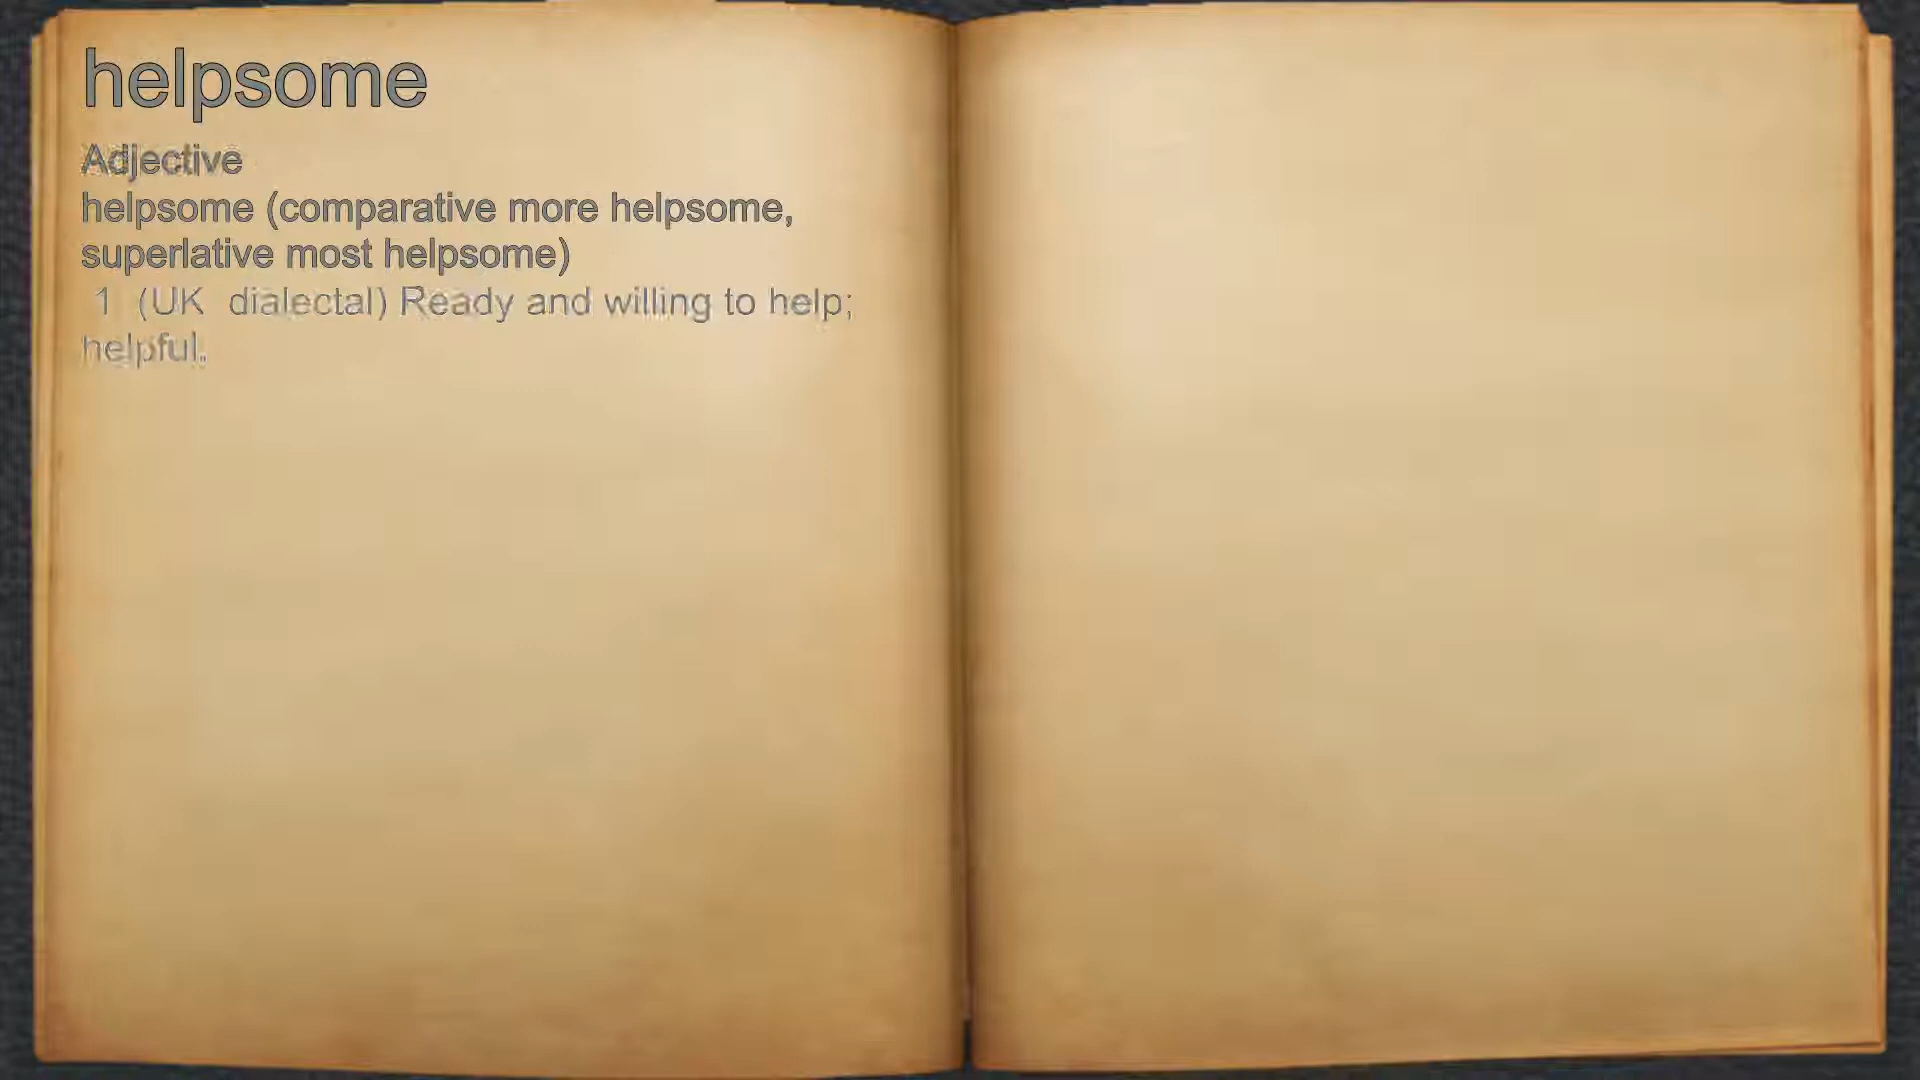 helpsome
Adjective
helpsome (comparative more helpsome,
superlative most helpsome)
1 (UK dialectal) Ready and willing to help;
helpful.